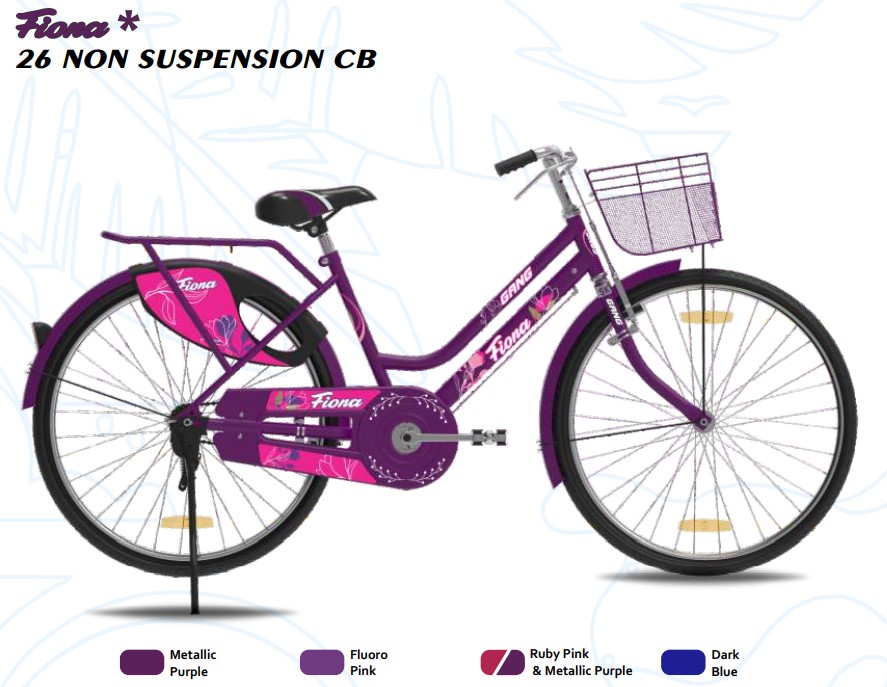 Fiona *
26 NON SUSPENSION CB
Fiona
GANG
Fiona
GANG
Fiona
Metallic
Purple
Fluoro
Pink
Ruby Pink
& Metallic Purple
Dark
Blue